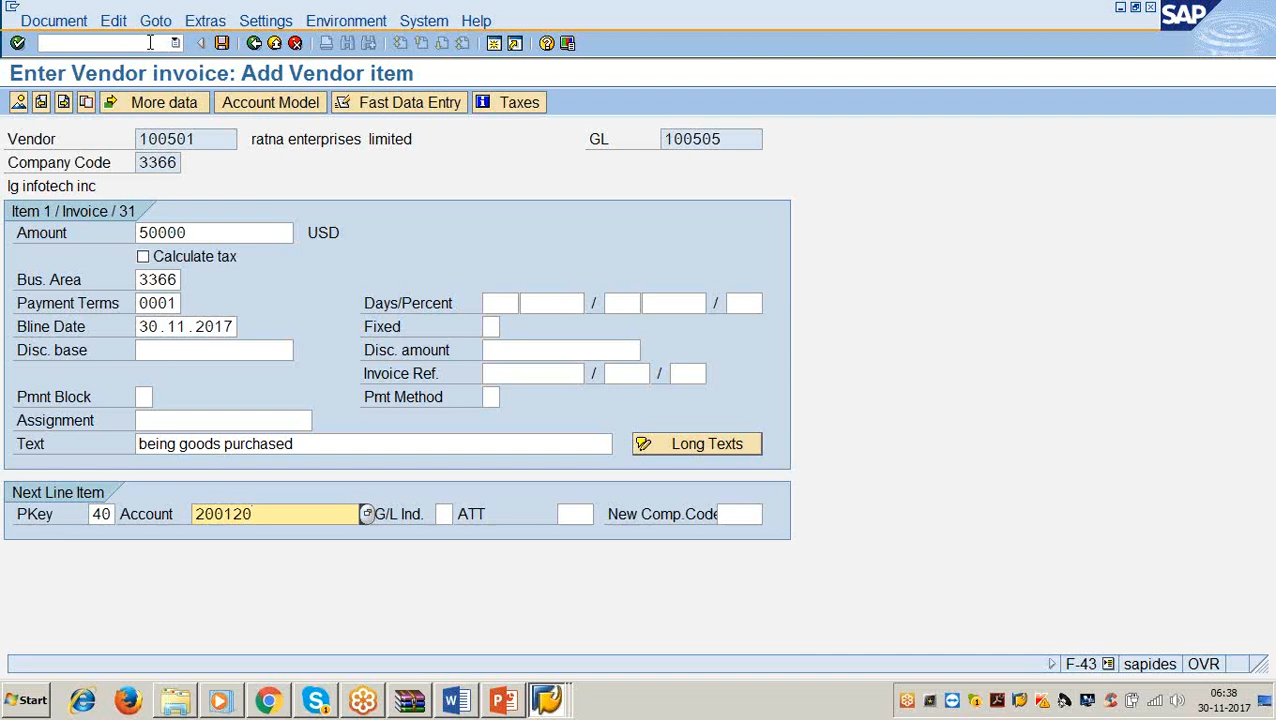 Document Edit Goto Extras Settings Environment System Help
SAP
Enter Vendor invoice: Add Vendor item
More data Account Model Fast Data Entry Taxes
Vendor 100501 ratna enterprises limited GL 100505
Company Code 3366
lg infotech inc
Item 1 / Invoice / 31
Amount 50000 USD
Calculate tax
Bus. Area 3366
Payment Terms 0001 Days/Percent / /
Bline Date 30.11.2017 Fixed
Disc. base Disc. amount
Invoice Ref. / /
Pmnt Block Pmt Method
Assignment
Text being goods purchased Long Texts
Next Line Item
PKey 40 Account 200120 G/L Ind. ATT New Comp.Code
F-43 sapides OVR
Start 06:38
30-11-2017